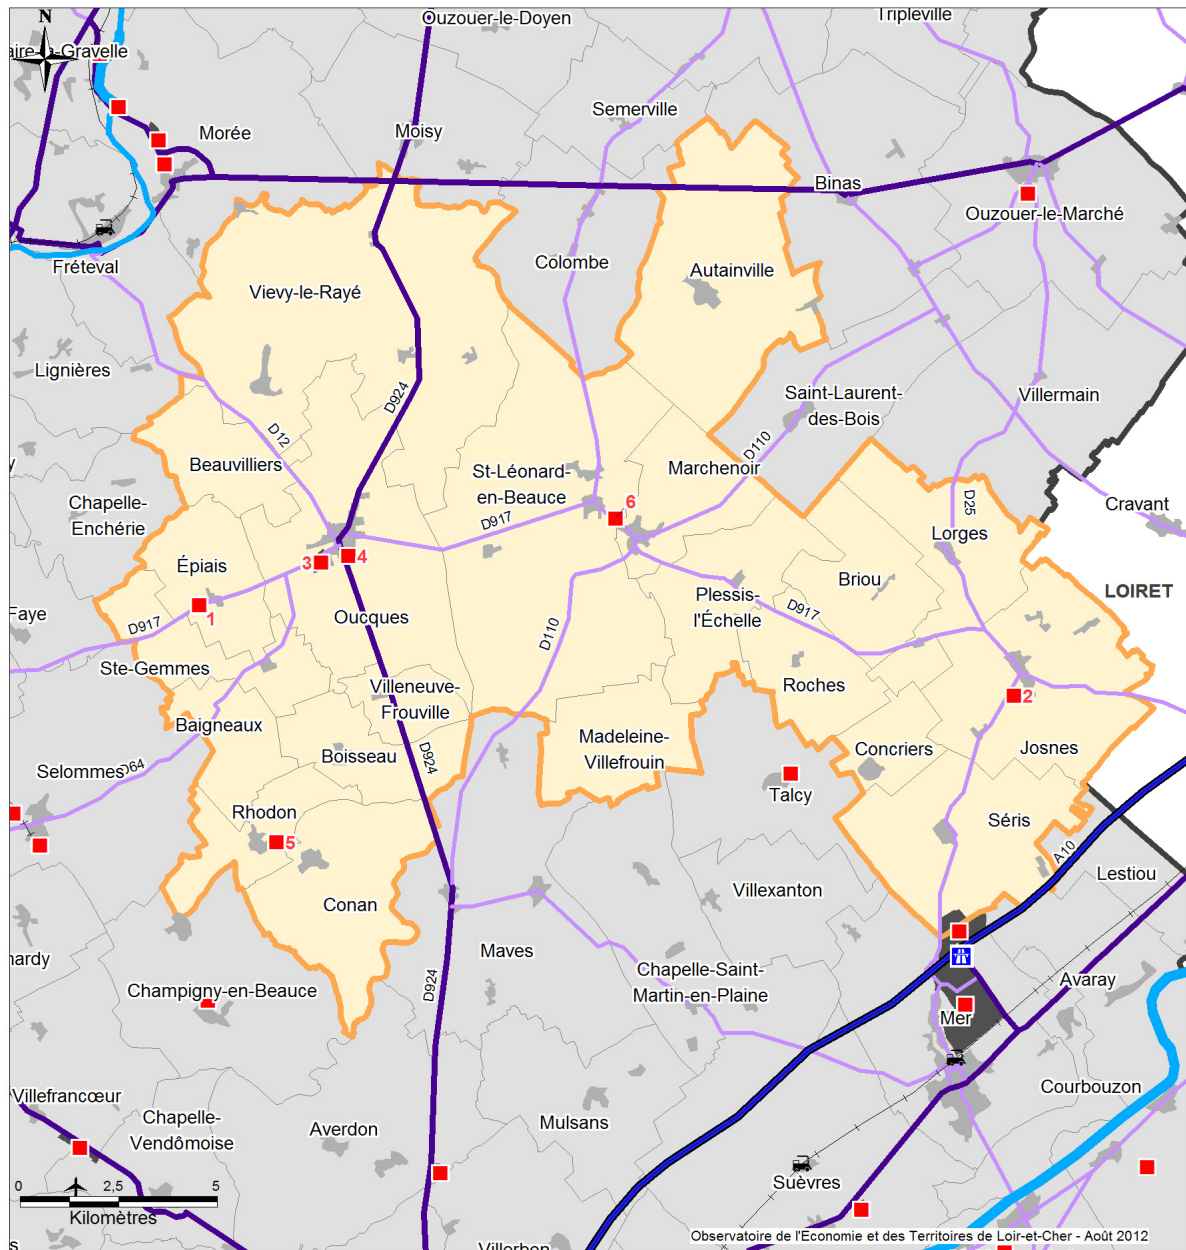 N
Ouzouer-le-Doyen
Tripleville
aire-la-Gravelle
Semerville
Morée
Moisy
Binas
Ouzouer-le-Marché
Fréteval
Colombe
Autainville
Vievy-le-Rayé
Lignières
D924
Saint-Laurent-
des-Bois
Villermain
D12
D110
Beauvilliers
St-Léonard-
en-Beauce
Marchenoir
Chapelle-
Enchérie
D917
6
D25
Cravant
Lorges
Épiais
3
4
Briou
LOIRET
Faye
1
D917
Oucques
D110
Plessis-
l'Échelle
D917
Ste-Gemmes
Villeneuve-
Frouville
Roches
2
Baigneaux
Madeleine-
Villefrouin
Concriers
Josnes
Boisseau
D924
Selommes
D64
Talcy
Rhodon
5
Séris
A10
Lestiou
Conan
Villexanton
Maves
hardy
Chapelle-Saint-
Martin-en-Plaine
Avaray
Champigny-en-Beauce
D924
Mer
Villefrancœur
Chapelle-
Vendômoise
Averdon
Mulsans
Courbouzon
Suèvres
0 2,5 5
Kilomètres
Observatoire de l'Economie et des Territoires de Loir-et-Cher - Août 2012